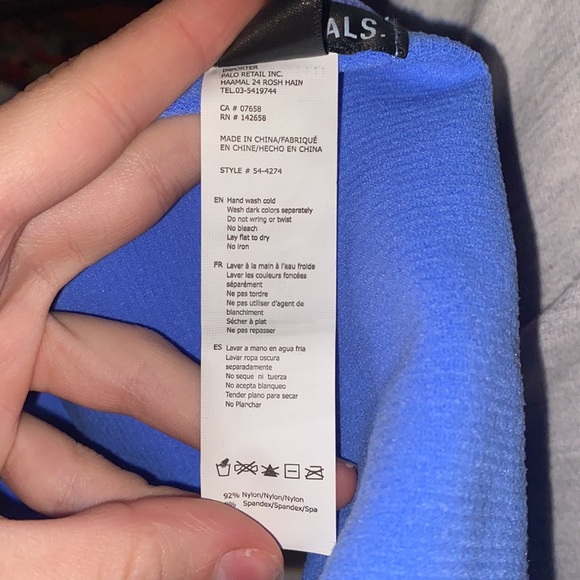 ALS.
IMPORTER
PALO RETAIL INC.
HAAMAL 24 ROSH HAIN
TEL.03-5419744
CA # 07658
RN # 142658
MADE IN CHINA/FABRIQUÉ
EN CHINE/HECHO EN CHINA
STYLE # 54-4274
EN Hand wash cold
Wash dark colors separately
Do not wring or twist
No bleach
Lay flat to dry
No iron
FR Laver à la main à l'eau froide
Laver les couleurs foncées
séparément
Ne pas tordre
Ne pas utiliser d'agent de
blanchiment
Sécher à plat
Ne pas repasser
ES Lavar a mano en agua fria
Lavar ropa oscura
separadamente
No seque ni tuerza
No acepta blanqueo
Tender plano para secar
No Planchar
92% Nylon/Nylon/Nylon
Spandex/Spandex/Spa